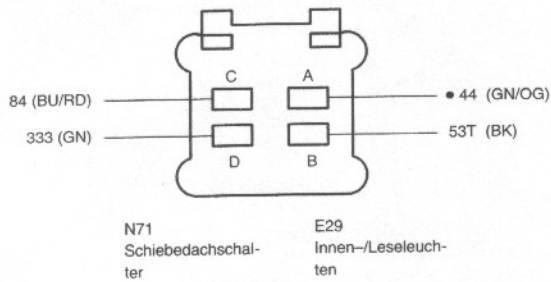 C A
84 (BU/RD) • 44 (GN/OG)
333 (GN) 53T (BK)
D B
N71
Schiebedachschal-
ter
E29
Innen–/Leseleuch-
ten